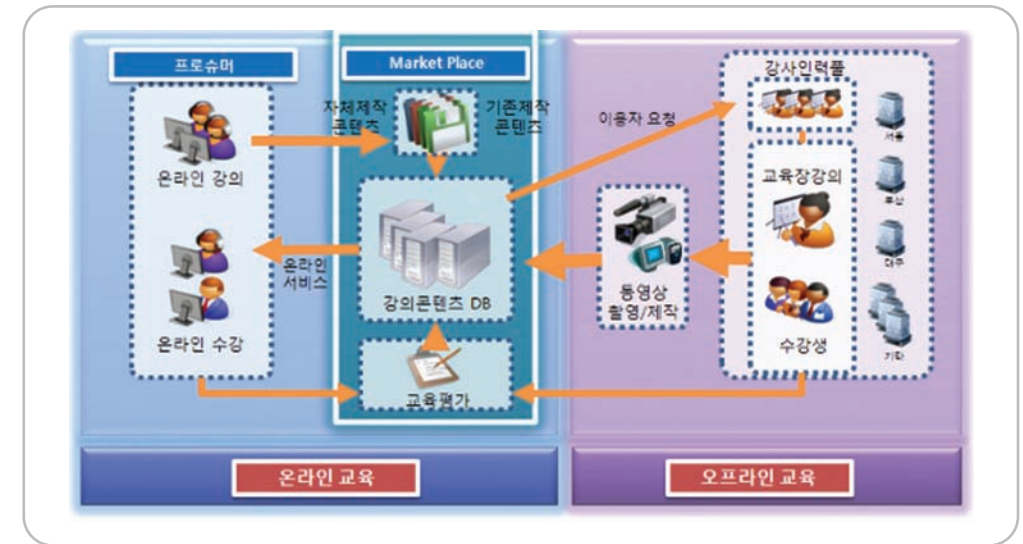 프로슈머
온라인 강의
온라인 수강
Market Place
자체제작
콘텐츠
기존제작
콘텐츠
강의콘텐츠 DB
온라인
서비스
교육평가
이용자 요청
동영상
촬영/제작
강사인력풀
교육장강의
수강생
서울
부산
대구
기타
온라인 교육
오프라인 교육